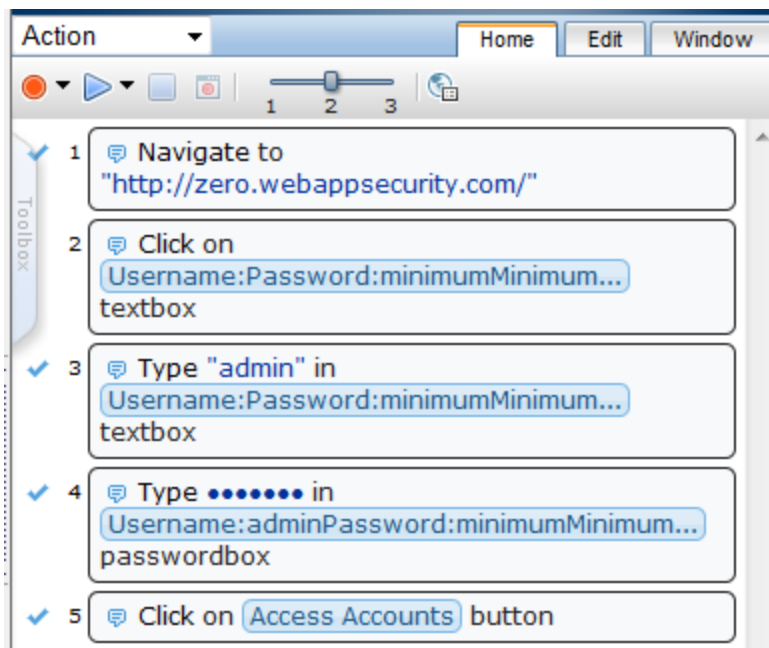 Action
Home Edit Window
1 2 3
Toolbox
1 Navigate to
"http://zero.webappsecurity.com/"
2 Click on
Username:Password:minimumMinimum...
textbox
3 Type "admin" in
Username:Password:minimumMinimum...
textbox
4 Type ••••••• in
Username:adminPassword:minimumMinimum...
passwordbox
5 Click on Access Accounts button